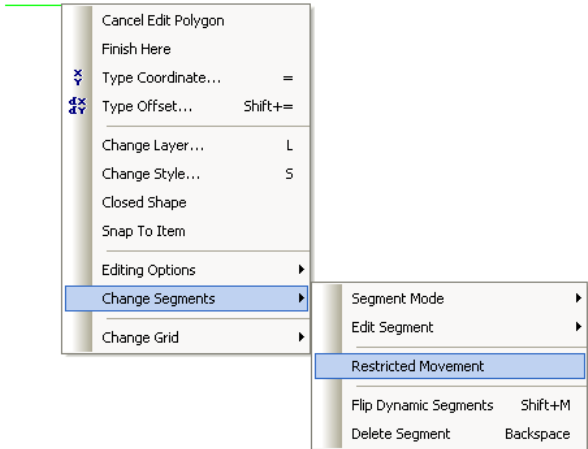 Cancel Edit Polygon
Finish Here
X Y Type Coordinate... =
dX dY Type Offset... Shift+=
Change Layer... L
Change Style... S
Closed Shape
Snap To Item
Editing Options
Change Segments
Change Grid
Segment Mode
Edit Segment
Restricted Movement
Flip Dynamic Segments Shift+M
Delete Segment Backspace